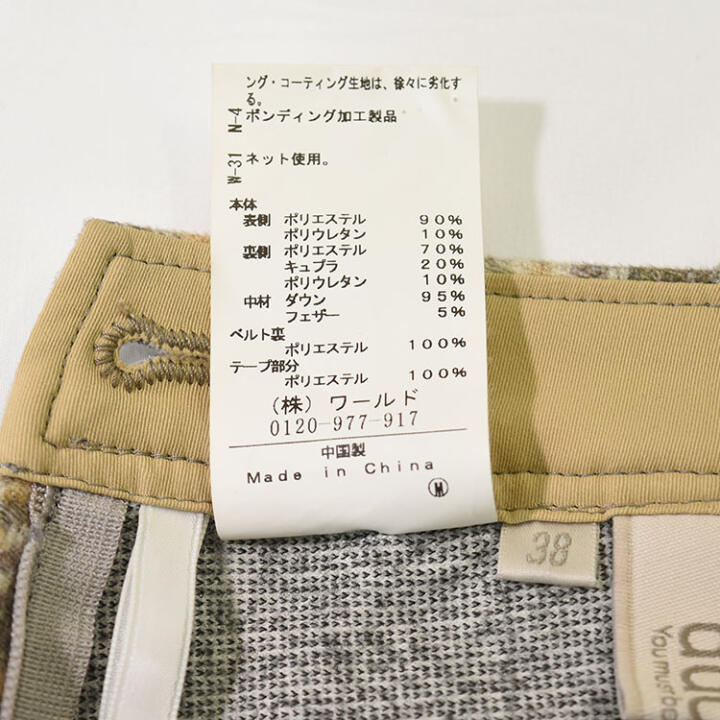 ング・コーティング生地は、徐々に劣化す
る。
N-4 ボンディング加工製品
W-31 ネット使用。
本体
表側 ポリエステル 90%
ポリウレタン 10%
裏側 ポリエステル 70%
キュプラ 20%
ポリウレタン 10%
中材 ダウン 95%
フェザー 5%
ベルト裏
ポリエステル 100%
テープ部分
ポリエステル 100%
(株) ワールド
0120-977-917
中国製
Made in China
M
38